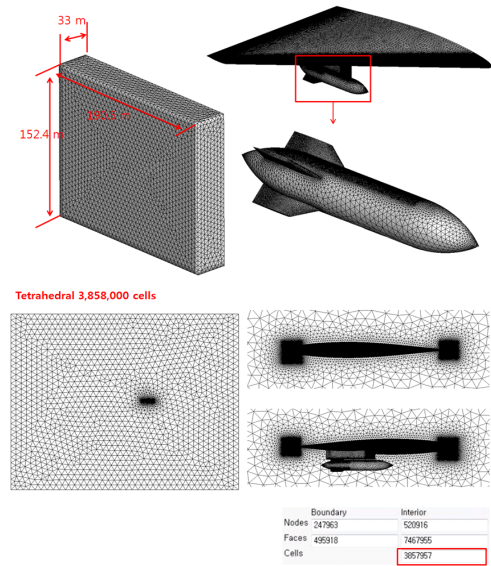 33 m
152.4 m
Tetrahedral 3,858,000 cells
Boundary Interior
Nodes 247963 520916
Faces 495918 7467955
Cells 3857957